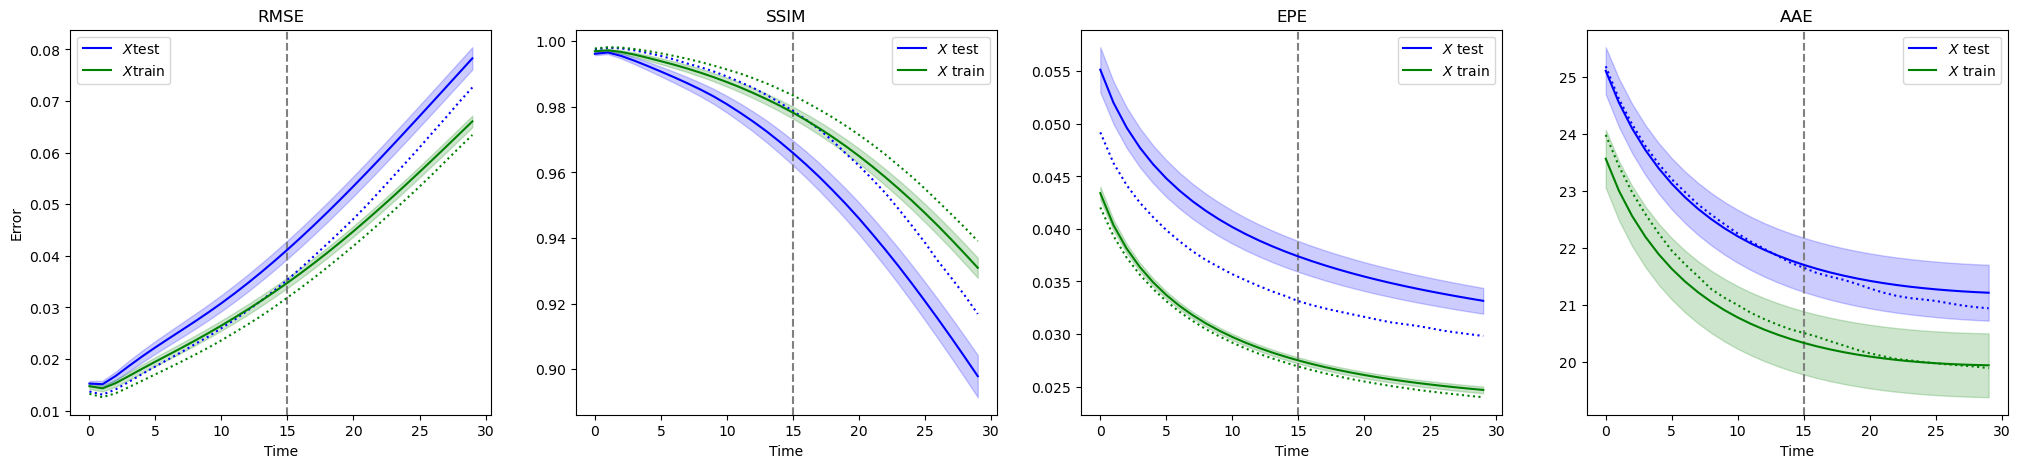 RMSE
Error
0.08
0.07
0.06
0.05
0.04
0.03
0.02
0.01
Xtest
Xtrain
0 5 10 15 20 25 30
Time
SSIM
1.00
0.98
0.96
0.94
0.92
0.90
X test
X train
0 5 10 15 20 25 30
Time
EPE
0.055
0.050
0.045
0.040
0.035
0.030
0.025
X test
X train
0 5 10 15 20 25 30
Time
AAE
25
24
23
22
21
20
X test
X train
0 5 10 15 20 25 30
Time